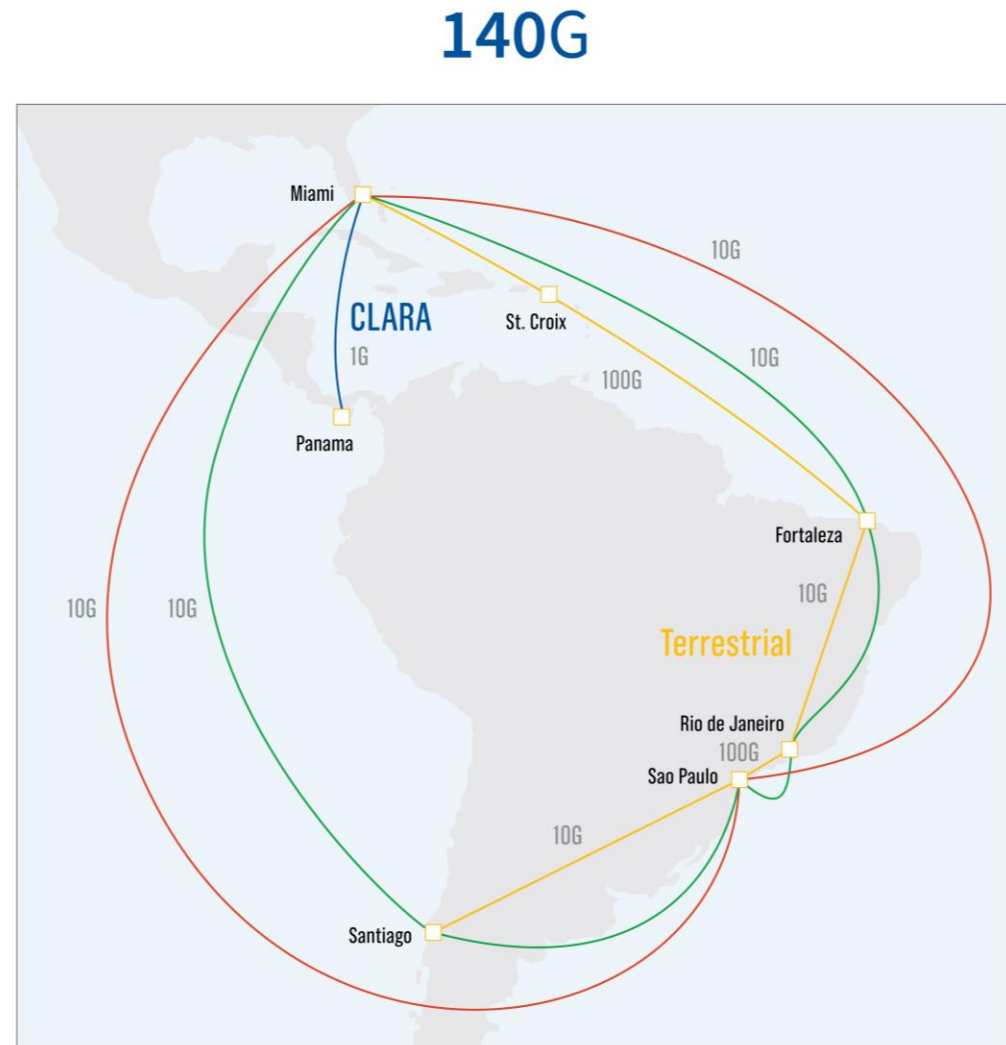 140G
Miami
10G
CLARA
St. Croix
1G
10G
100G
Panama
Fortaleza
10G
10G
10G
Terrestrial
Rio de Janeiro
100G
Sao Paulo
10G
Santiago